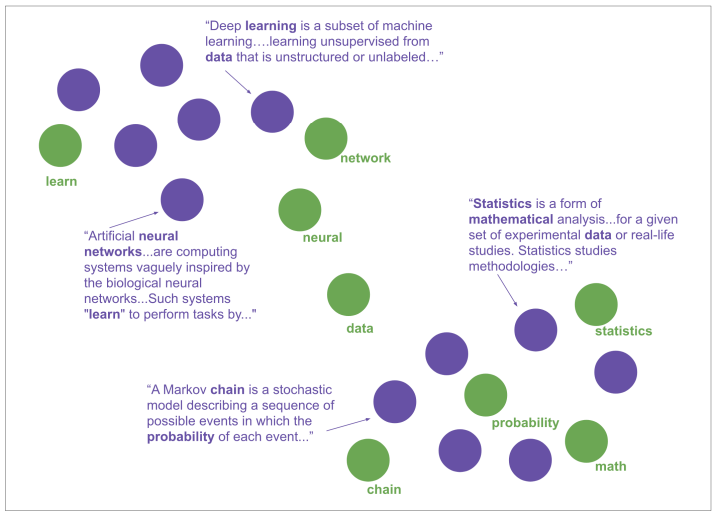 “Deep learning is a subset of machine
learning….learning unsupervised from
data that is unstructured or unlabeled…”
network
learn
“Statistics is a form of
mathematical analysis...for a given
set of experimental data or real-life
studies. Statistics studies
methodologies…”
“Artificial neural
networks...are computing
systems vaguely inspired by
the biological neural
networks...Such systems
"learn" to perform tasks by..."
neural
data
statistics
“A Markov chain is a stochastic
model describing a sequence of
possible events in which the
probability of each event...”
probability
math
chain